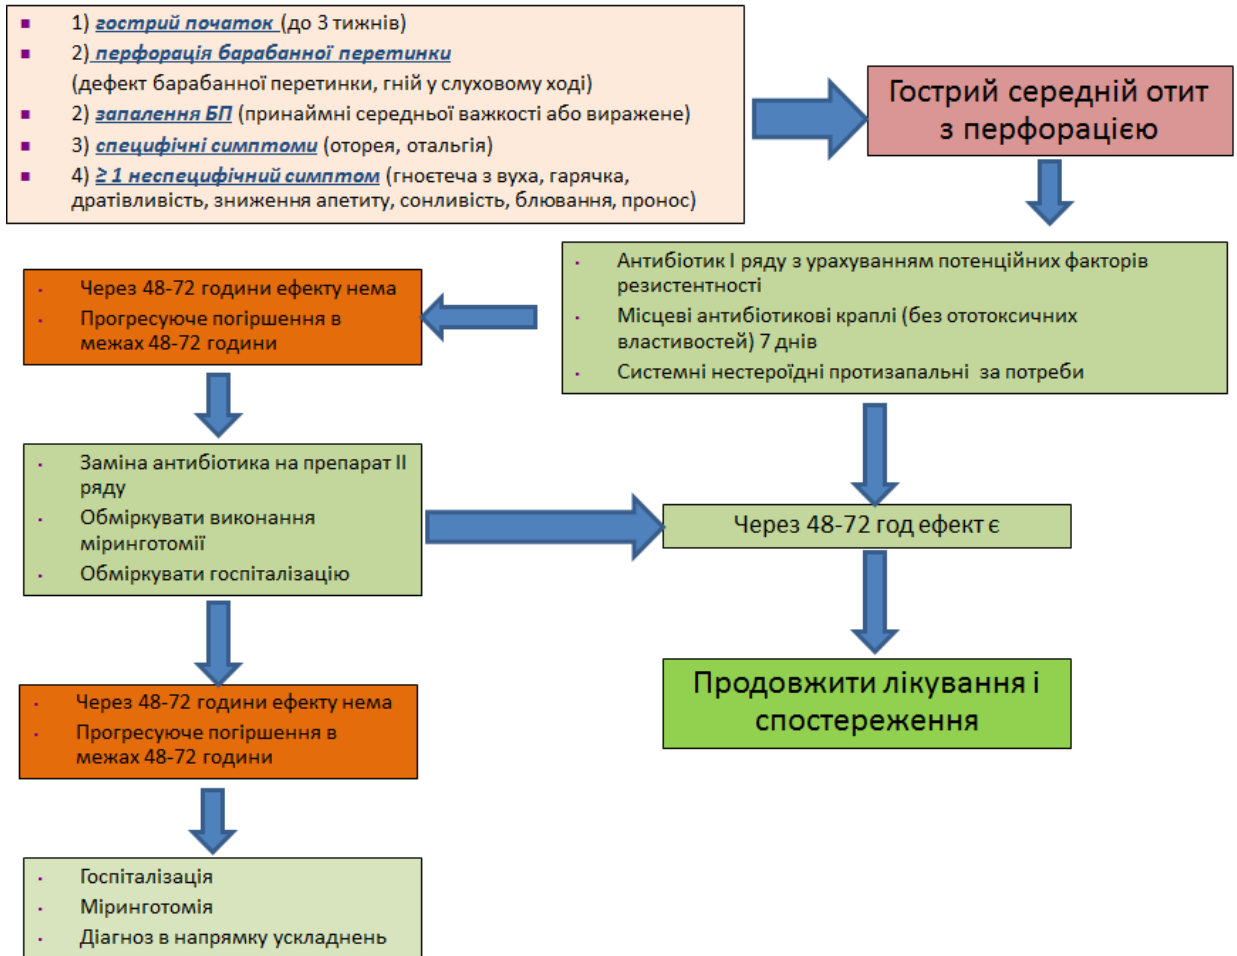 1) гострий початок (до 3 тижнів)
2) перфорація барабанної перетинки
(дефект барабанної перетинки, гній у слуховому ході)
2) запалення БП (принаймні середньої важкості або виражене)
3) специфічні симптоми (оторея, отальгія)
4) ≥ 1 неспецифічний симптом (гноєтеча з вуха, гарячка,
дратівливість, зниження апетиту, сонливість, блювання, пронос)
Гострий середній отит
з перфорацією
Антибіотик І ряду з урахуванням потенційних факторів
резистентності
Місцеві антибіотикові краплі (без ототоксичних
властивостей) 7 днів
Системні нестероїдні протизапальні за потреби
Через 48-72 години ефекту нема
Прогресуюче погіршення в
межах 48-72 години
Заміна антибіотика на препарат ІІ
ряду
Обміркувати виконання
мірінготомії
Обміркувати госпіталізацію
Через 48-72 год ефект є
Продовжити лікування і
спостереження
Через 48-72 години ефекту нема
Прогресуюче погіршення в
межах 48-72 години
Госпіталізація
Мірінготомія
Діагноз в напрямку ускладнень